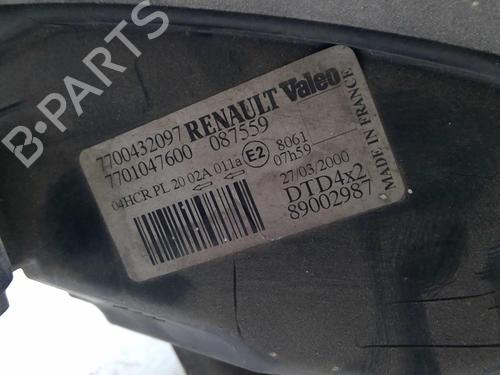 7700432097 RENAULT Valeo
7701047600 087559
04HCR PL 20 02A 011a E2 8061
07h59
27/03/2000
DTD4x2
89002987
MADE IN FRANCE
B-PARTS